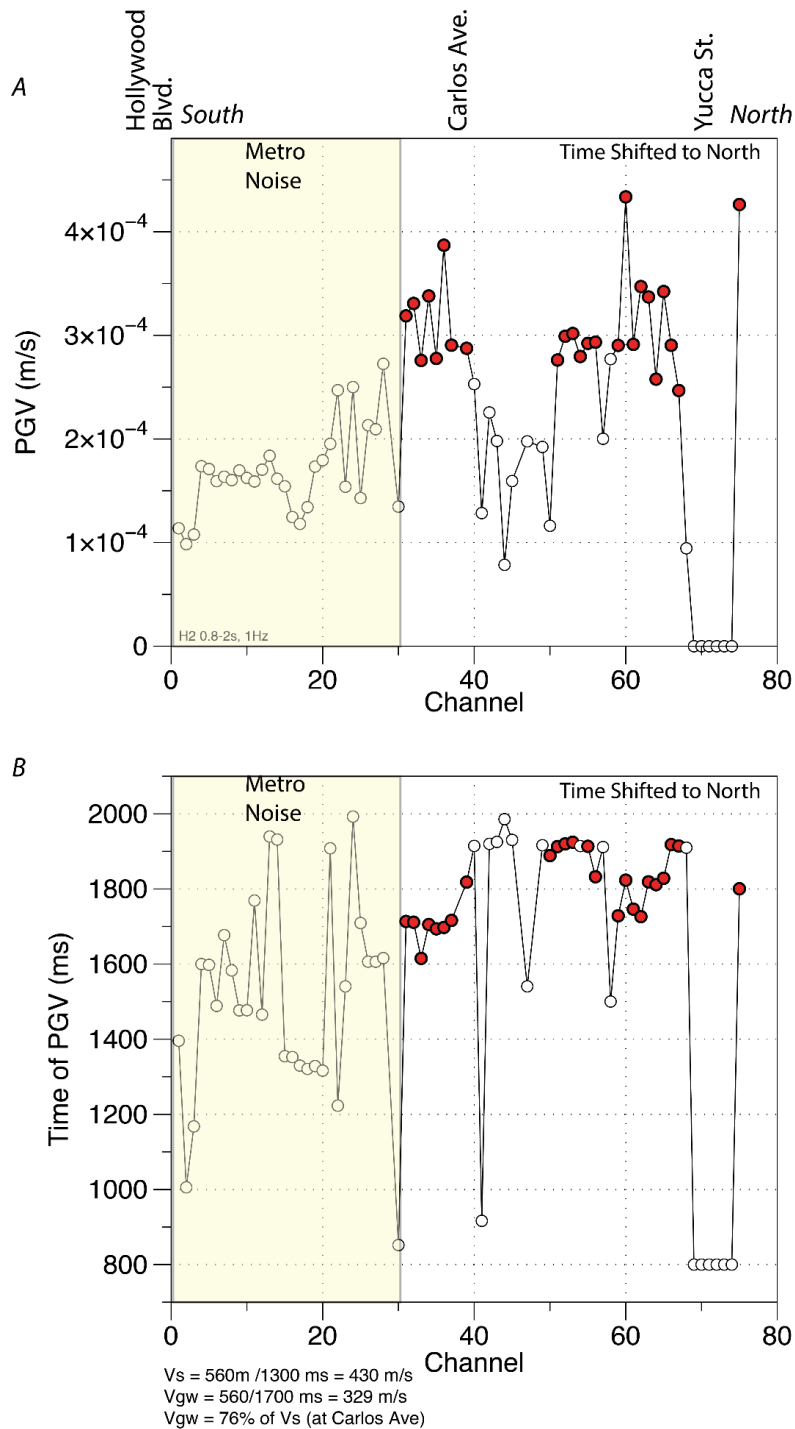 Hollywood
Blvd.
Carlos Ave.
Yucca St.
A
South
North
Metro
Noise
Time Shifted to North
PGV (m/s)
4×10⁻⁴
3×10⁻⁴
2×10⁻⁴
1×10⁻⁴
0
H2 0.8-2s, 1Hz
0 20 40 60 80
Channel
B
Metro
Noise
Time Shifted to North
Time of PGV (ms)
2000
1800
1600
1400
1200
1000
800
0 20 40 60 80
Channel
Vs = 560m /1300 ms = 430 m/s
Vgw = 560/1700 ms = 329 m/s
Vgw = 76% of Vs (at Carlos Ave)